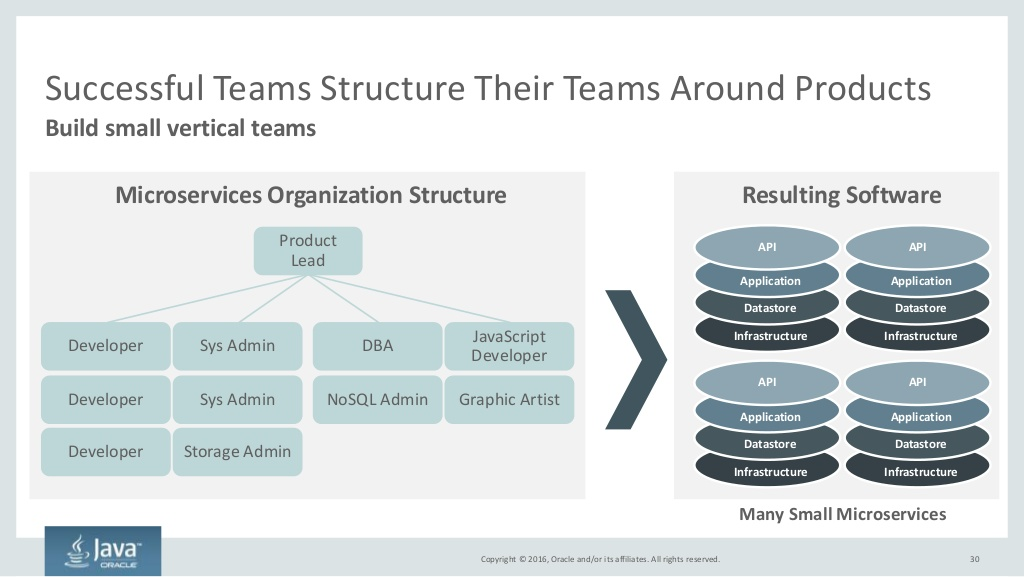 Successful Teams Structure Their Teams Around Products
Build small vertical teams
Microservices Organization Structure
Product
Lead
Developer
Sys Admin
DBA
JavaScript
Developer
Developer
Sys Admin
NoSQL Admin
Graphic Artist
Developer
Storage Admin
Resulting Software
API
Application
Datastore
Infrastructure
API
Application
Datastore
Infrastructure
API
Application
Datastore
Infrastructure
API
Application
Datastore
Infrastructure
Many Small Microservices
Java™
ORACLE
Copyright © 2016, Oracle and/or its affiliates. All rights reserved.
30